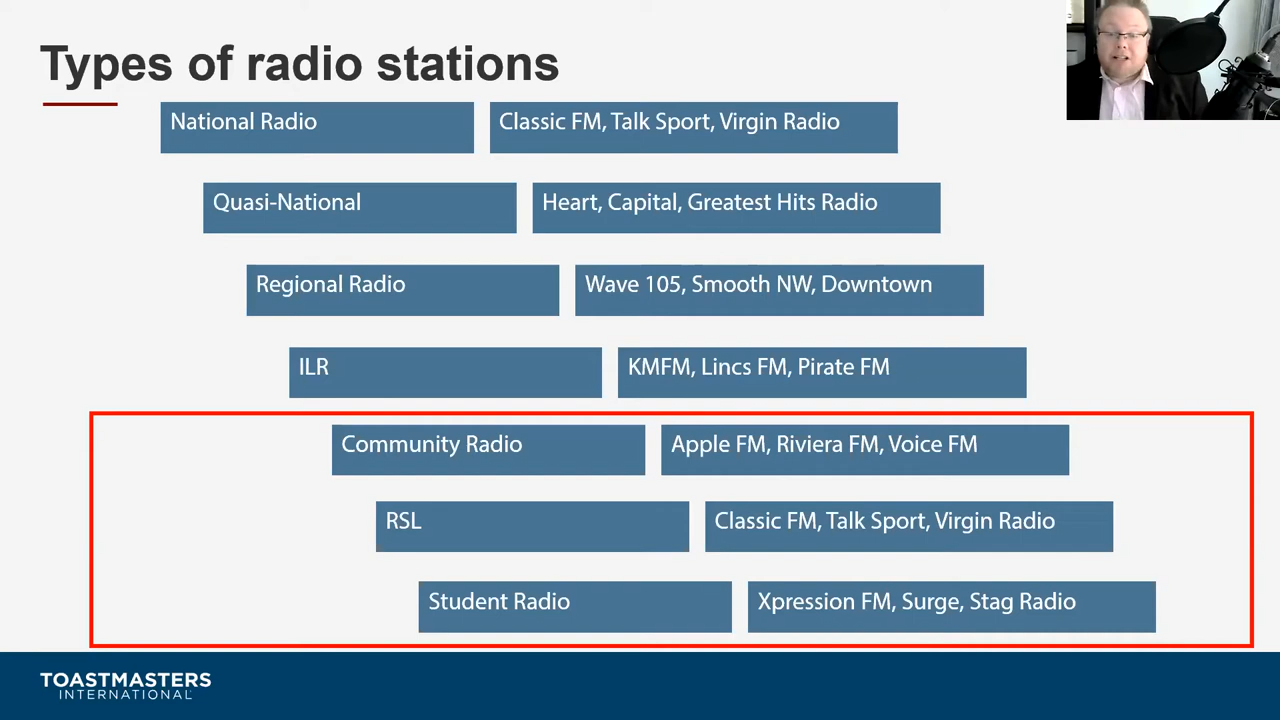 Types of radio stations
National Radio
Classic FM, Talk Sport, Virgin Radio
Quasi-National
Heart, Capital, Greatest Hits Radio
Regional Radio
Wave 105, Smooth NW, Downtown
ILR
KMFM, Lincs FM, Pirate FM
Community Radio
Apple FM, Riviera FM, Voice FM
RSL
Classic FM, Talk Sport, Virgin Radio
Student Radio
Xpression FM, Surge, Stag Radio
TOASTMASTERS
INTERNATIONAL